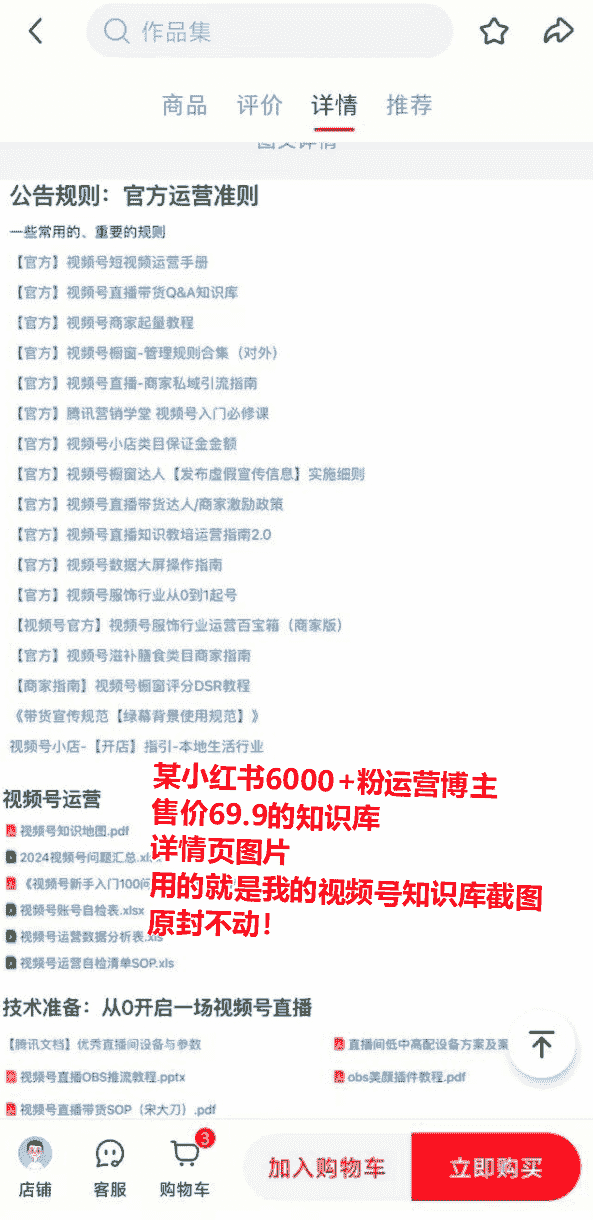 作品集
商品 评价 详情 推荐
图文详情
公告规则：官方运营准则
一些常用的、重要的规则
【官方】视频号短视频运营手册
【官方】视频号直播带货Q&A知识库
【官方】视频号商家起量教程
【官方】视频号橱窗-管理规则合集（对外）
【官方】视频号直播-商家私域引流指南
【官方】腾讯营销学堂 视频号入门必修课
【官方】视频号小店类目保证金金额
【官方】视频号橱窗达人【发布虚假宣传信息】实施细则
【官方】视频号直播带货达人/商家激励政策
【官方】视频号直播知识教培运营指南2.0
【官方】视频号数据大屏操作指南
【官方】视频号服饰行业从0到1起号
【视频号官方】视频号服饰行业运营百宝箱（商家版）
【官方】视频号滋补膳食类目商家指南
【商家指南】视频号橱窗评分DSR教程
《带货宣传规范【绿幕背景使用规范】》
视频号小店-【开店】指引-本地生活行业
某小红书6000+粉运营博主
售价69.9的知识库
详情页图片
用的就是我的视频号知识库截图
原封不动！
视频号运营
视频号知识地图.pdf
2024视频号问题汇总.xls
《视频号新手入门100问
视频号账号自检表.xlsx
视频号运营数据分析表.xls
视频号运营自检清单SOP.xls
技术准备：从0开启一场视频号直播
【腾讯文档】优秀直播间设备与参数
直播间低中高配设备方案及
视频号直播OBS推流教程.pptx
obs美颜插件教程.pdf
视频号直播带货SOP（宋大刀）.pdf
店铺 客服 购物车 3
加入购物车 立即购买